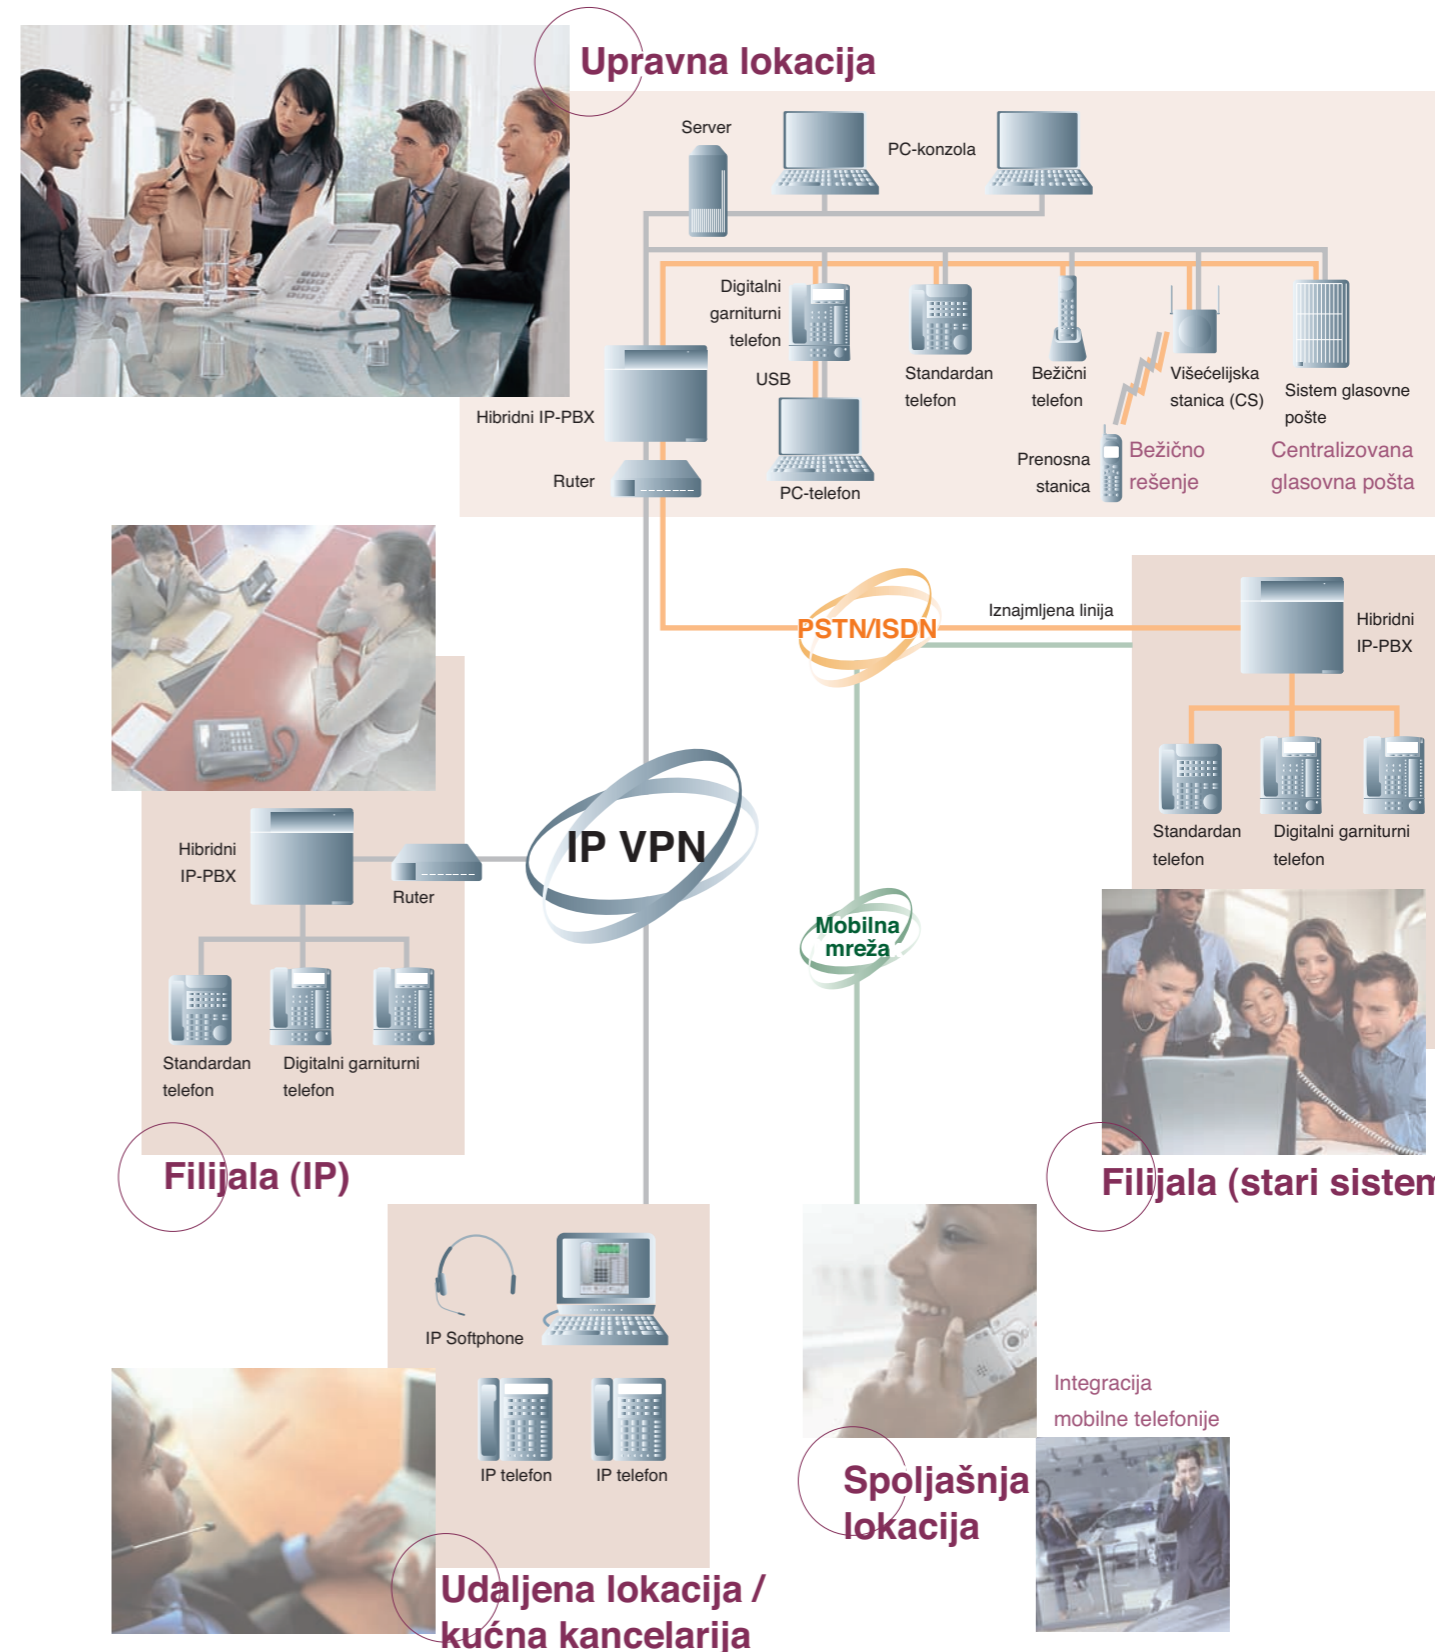 Upravna lokacija
Server
PC-konzola
Digitalni
garniturni
telefon
USB
Standardan
telefon
Bežični
telefon
Višećelijska
stanica (CS)
Sistem glasovne
pošte
Hibridni IP-PBX
Ruter
PC-telefon
Prenosna
stanica
Bežično
rešenje
Centralizovana
glasovna pošta
PSTN/ISDN
Iznajmljena linija
Hibridni
IP-PBX
Standardan
telefon
Digitalni garniturni
telefon
IP VPN
Hibridni
IP-PBX
Ruter
Mobilna
mreža
Standardan
telefon
Digitalni garniturni
telefon
Filijala (IP)
Filijala (stari sistem
IP Softphone
IP telefon
IP telefon
Integracija
mobilne telefonije
Spoljašnja
lokacija
Udaljena lokacija /
kućna kancelarija